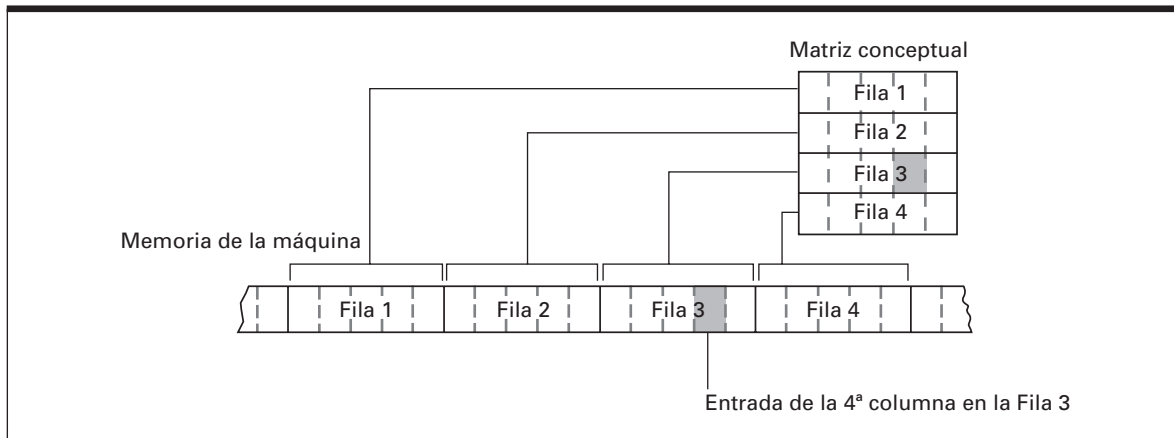 Matriz conceptual
Fila 1
Fila 2
Fila 3
Fila 4
Memoria de la máquina
Fila 1 Fila 2 Fila 3 Fila 4
Entrada de la 4ª columna en la Fila 3